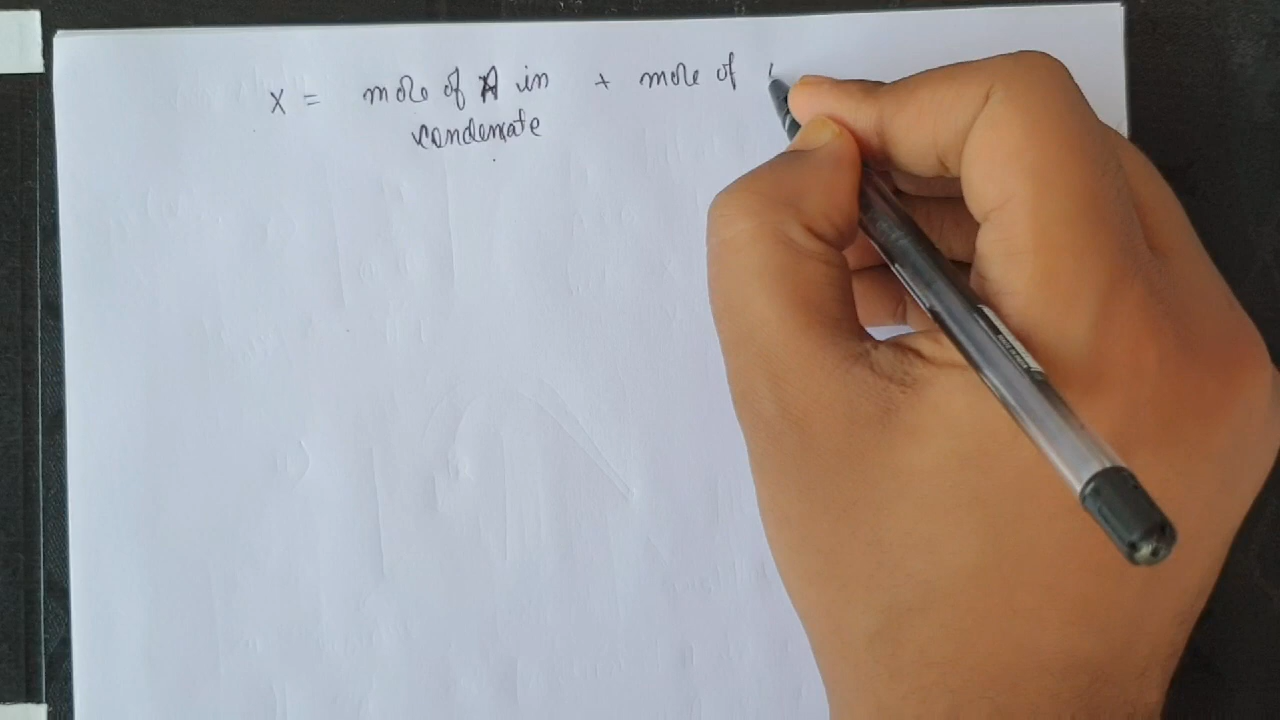 X = mole of A in + mole of
condensate